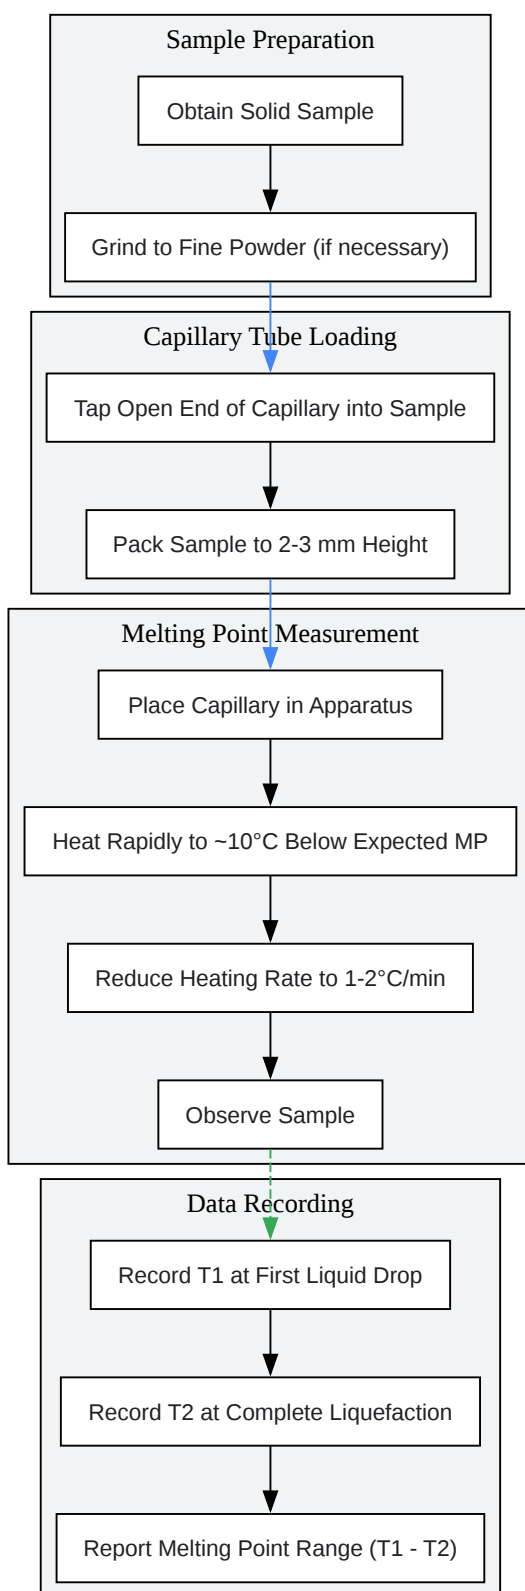 Sample Preparation
Obtain Solid Sample
Grind to Fine Powder (if necessary)
Capillary Tube Loading
Tap Open End of Capillary into Sample
Pack Sample to 2-3 mm Height
Melting Point Measurement
Place Capillary in Apparatus
Heat Rapidly to ~10°C Below Expected MP
Reduce Heating Rate to 1-2°C/min
Observe Sample
Data Recording
Record T1 at First Liquid Drop
Record T2 at Complete Liquefaction
Report Melting Point Range (T1 - T2)